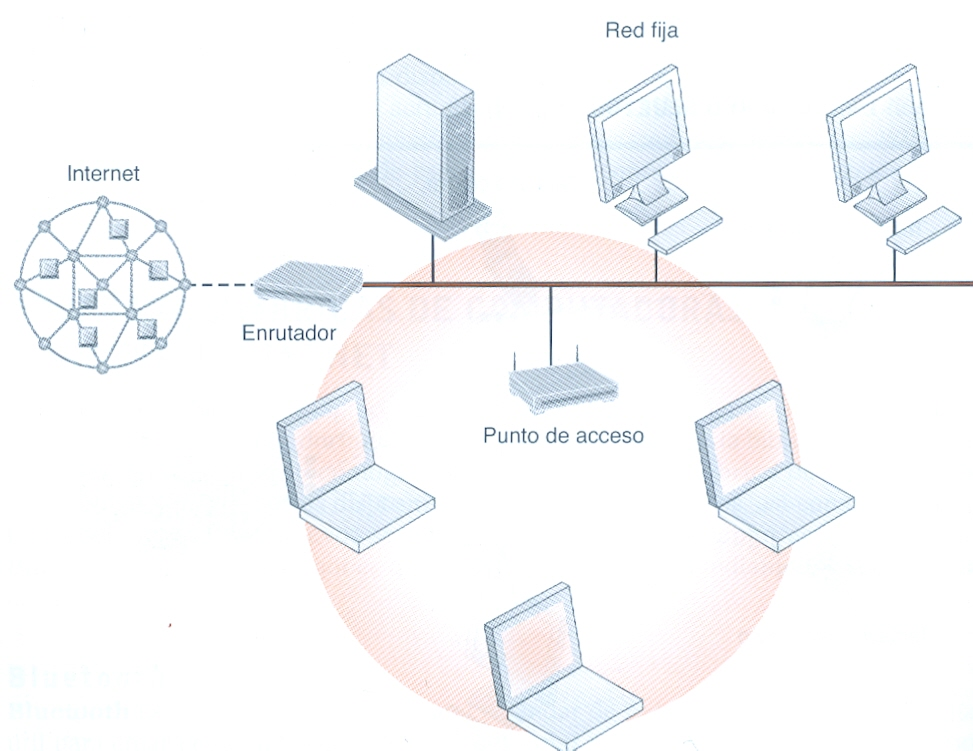 Red fija
Internet
Enrutador
Punto de acceso